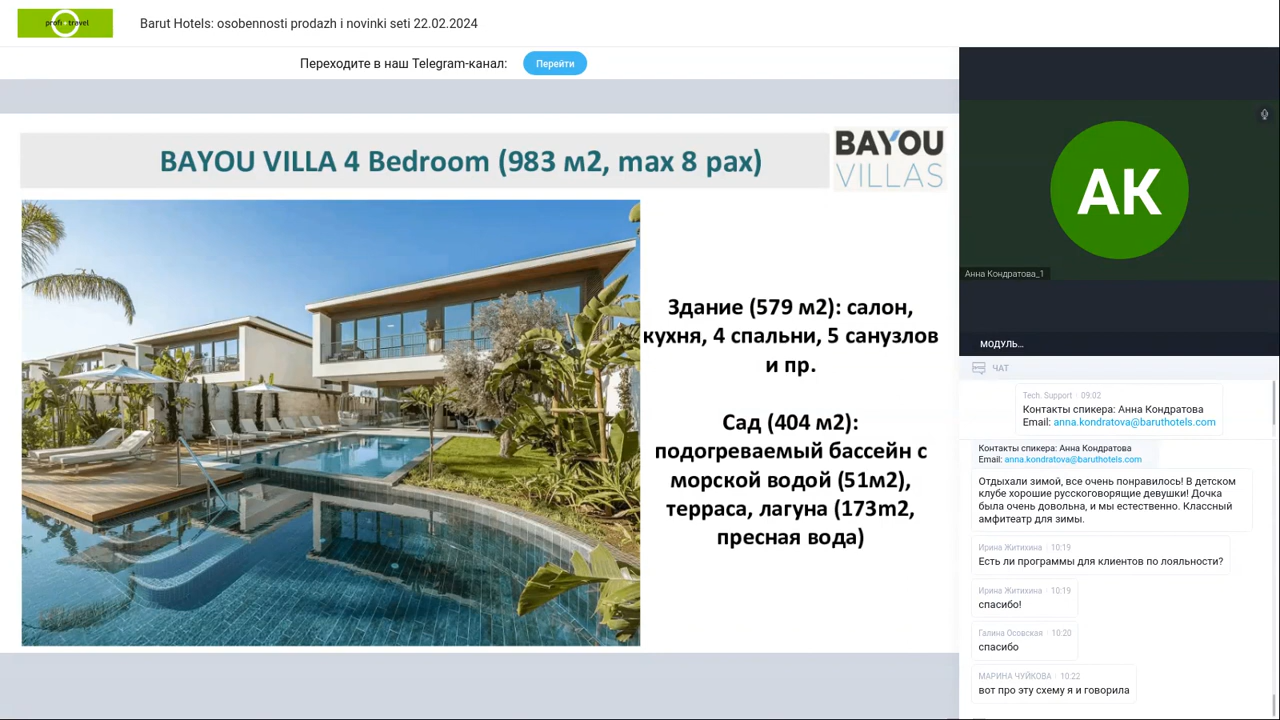 profi travel
Barut Hotels: osobennosti prodazh i novinki seti 22.02.2024
Переходите в наш Telegram-канал:
Перейти
BAYOU VILLA 4 Bedroom (983 м2, max 8 pax)
BAYOU
VILLAS
Здание (579 м2): салон,
кухня, 4 спальни, 5 санузлов
и пр.
Сад (404 м2):
подогреваемый бассейн с
морской водой (51м2),
терраса, лагуна (173m2,
пресная вода)
AK
Анна Кондратова_1
МОДУЛЬ...
ЧАТ
Tech. Support 09.02
Контакты спикера: Анна Кондратова
Email: anna.kondratova@baruthotels.com
Контакты спикера: Анна Кондратова
Email: anna.kondratova@baruthotels.com
Отдыхали зимой, все очень понравилось! В детском
клубе хорошие русскоговорящие девушки! Дочка
была очень довольна, и мы естественно. Классный
амфитеатр для зимы.
Ирина Житихина 10:19
Есть ли программы для клиентов по лояльности?
Ирина Житихина 10:19
спасибо!
Галина Осовская 10:20
спасибо
МАРИНА ЧУЙКОВА 10:22
вот про эту схему я и говорила